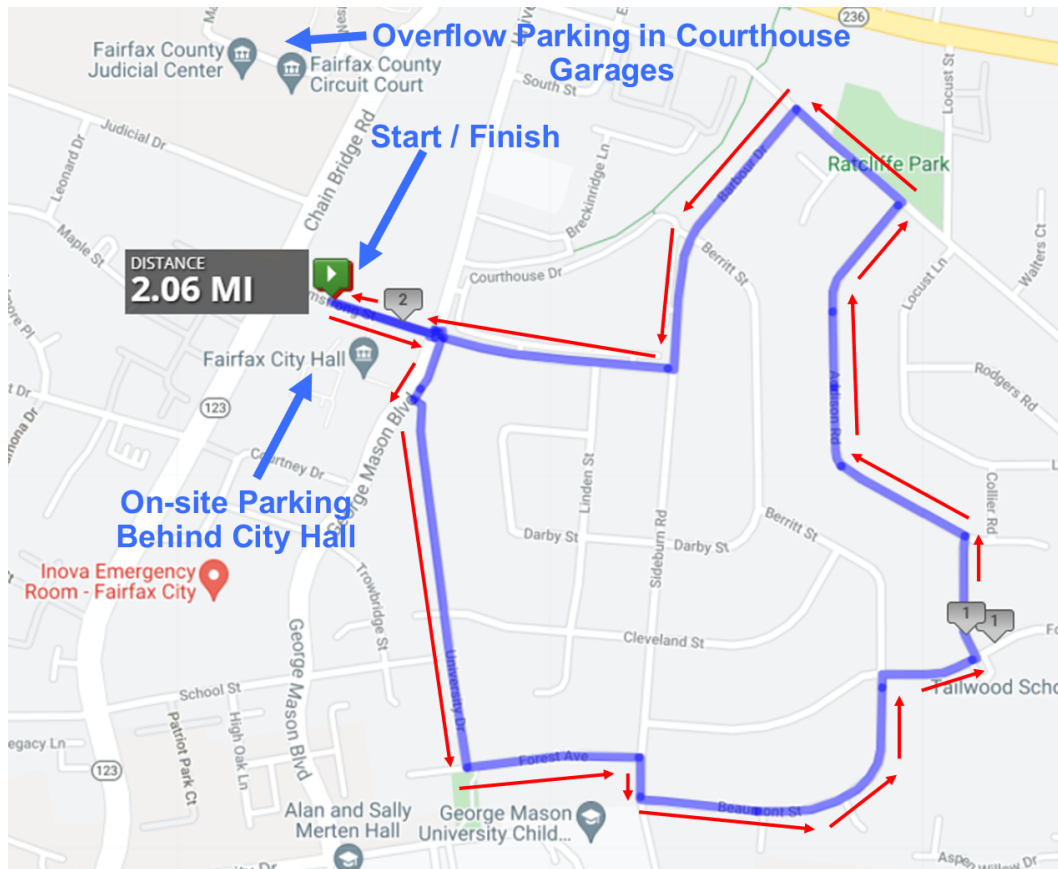 236
Overflow Parking in Courthouse
Garages
Fairfax County
Judicial Center
Fairfax County
Circuit Court
South St
Locust St
Judicial Dr
Start / Finish
Leonard Dr
Chain Bridge Rd
Breckinridge Ln
Barbour Dr
Ratcliffe Park
Maple St
Berritt St
Walters Ct
Courthouse Dr
Locust Ln
DISTANCE
2.06 MI
2
mstrong St
Fairfax City Hall
Rodgers Rd
123
Addison Rd
George Mason Blvd
Courtney Dr
Linden St
Collier Rd
On-site Parking
Behind City Hall
Sideburn Rd
Berritt St
Darby St
Darby St
Inova Emergency
Room - Fairfax City
Trowbridge St
1
1
Cleveland St
George Mason Blvd
University Dr
School St
Tailwood Scho
Patriot Park Ct
High Oak Ln
egacy Ln
Forest Ave
123
Beaumont St
Alan and Sally
Merten Hall
George Mason
University Child...
Aspen Willow Dr